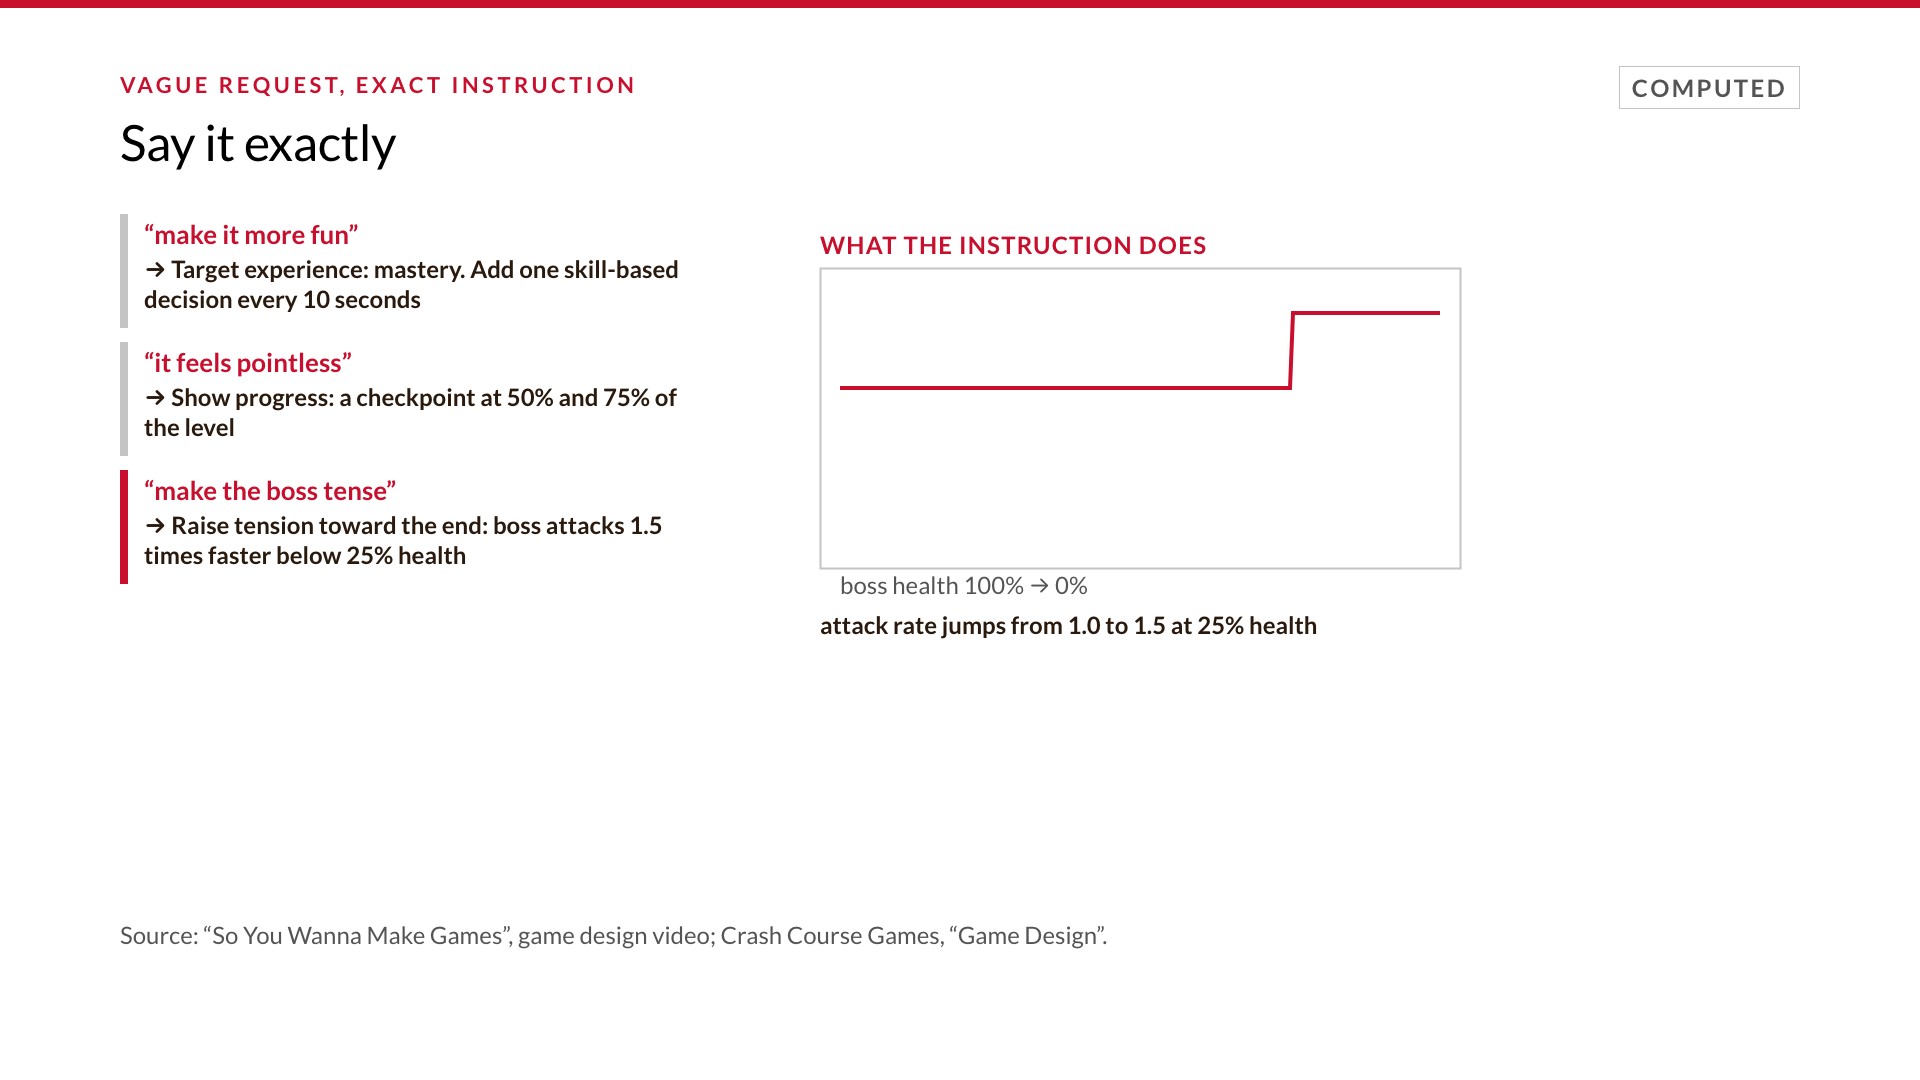 VAGUE REQUEST, EXACT INSTRUCTION
COMPUTED
Say it exactly
“make it more fun”
→ Target experience: mastery. Add one skill-based
decision every 10 seconds
“it feels pointless”
→ Show progress: a checkpoint at 50% and 75% of
the level
“make the boss tense”
→ Raise tension toward the end: boss attacks 1.5
times faster below 25% health
WHAT THE INSTRUCTION DOES
boss health 100% → 0%
attack rate jumps from 1.0 to 1.5 at 25% health
Source: “So You Wanna Make Games”, game design video; Crash Course Games, “Game Design”.